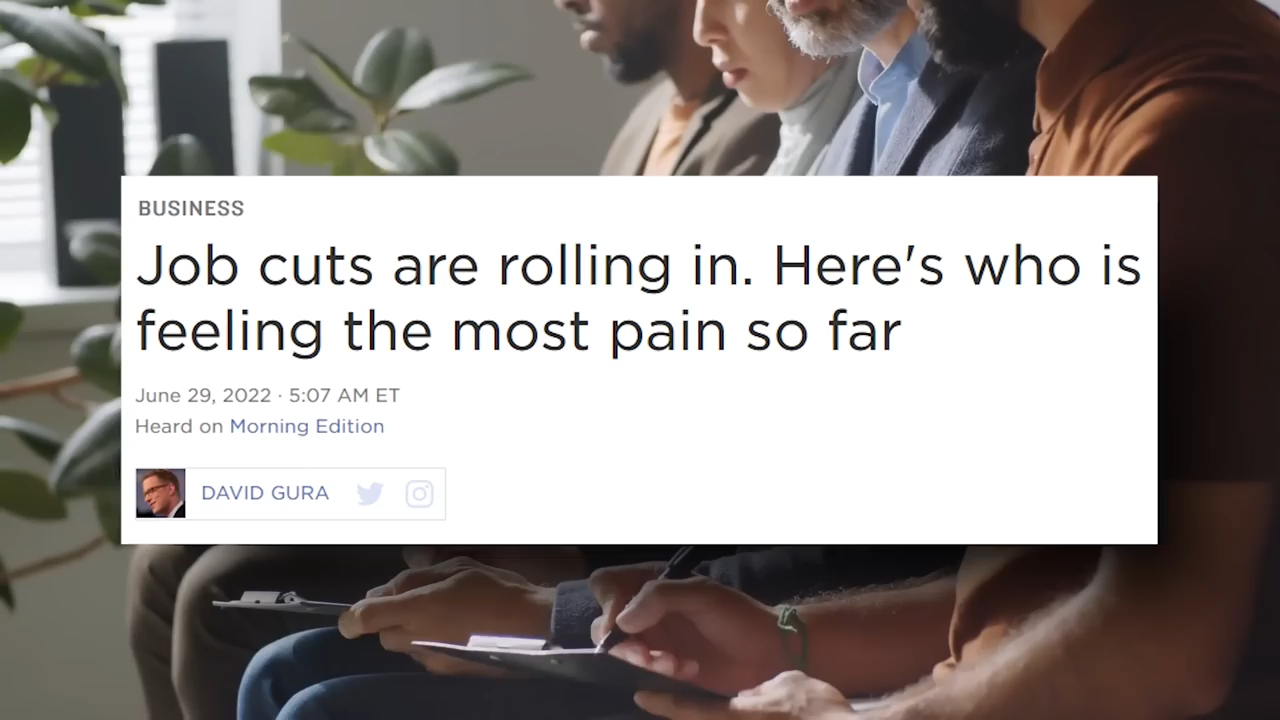 BUSINESS
Job cuts are rolling in. Here's who is
feeling the most pain so far
June 29, 2022 · 5:07 AM ET
Heard on Morning Edition
DAVID GURA